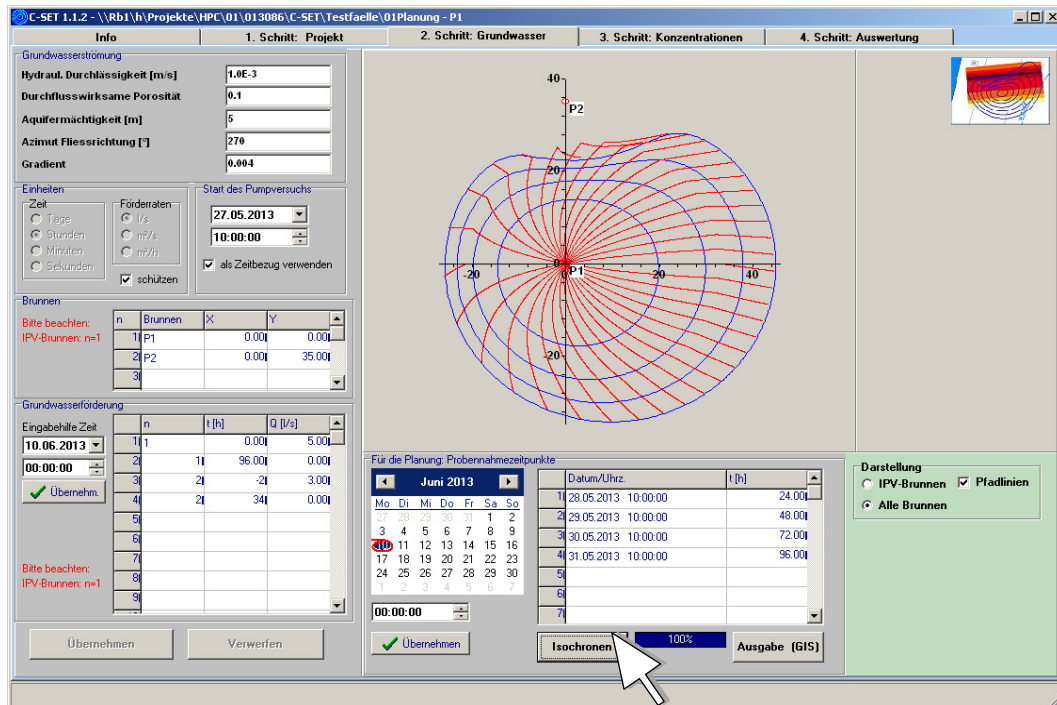 C-SET 1.1.2 - \\Rb1\h\Projekte\HPC\01\013086\C-SET\Testfaelle\01Planung - P1
Info
1. Schritt: Projekt
2. Schritt: Grundwasser
3. Schritt: Konzentrationen
4. Schritt: Auswertung
Grundwasserströmung
Hydraul. Durchlässigkeit [m/s] 1.0E-3
Durchflusswirksame Porosität 0.1
Aquifermächtigkeit [m] 5
Azimut Fliessrichtung [°] 270
Gradient 0.004
Einheiten
Zeit
Tage
Stunden
Minuten
Sekunden
Förderraten
l/s
m³/s
m³/h
schützen
Start des Pumpversuchs
27.05.2013
10:00:00
als Zeitbezug verwenden
Brunnen
Bitte beachten:
IPV-Brunnen: n=1
n Brunnen X Y
1 P1 0.00 0.00
2 P2 0.00 35.00
3
Grundwasserförderung
Eingabehilfe Zeit
10.06.2013
00:00:00
Übernehm.
Bitte beachten:
IPV-Brunnen: n=1
n t [h] Q [l/s]
1 1 0.00 5.00
2 1 96.00 0.00
3 2 -2 3.00
4 2 34 0.00
5
6
7
8
9
Übernehmen
Verwerfen
40
P2
20
-20
0
0
P1
20
40
-20
Für die Planung: Probennahmezeitpunkte
Juni 2013
Mo Di Mi Do Fr Sa So
27 28 29 30 31 1 2
3 4 5 6 7 8 9
10 11 12 13 14 15 16
17 18 19 20 21 22 23
24 25 26 27 28 29 30
1 2 3 4 5 6 7
00:00:00
Übernehmen
Datum/Uhrz. t [h]
1 28.05.2013 10:00:00 24.00
2 29.05.2013 10:00:00 48.00
3 30.05.2013 10:00:00 72.00
4 31.05.2013 10:00:00 96.00
5
6
7
Isochronen
100%
Ausgabe (GIS)
Darstellung
IPV-Brunnen
Pfadlinien
Alle Brunnen